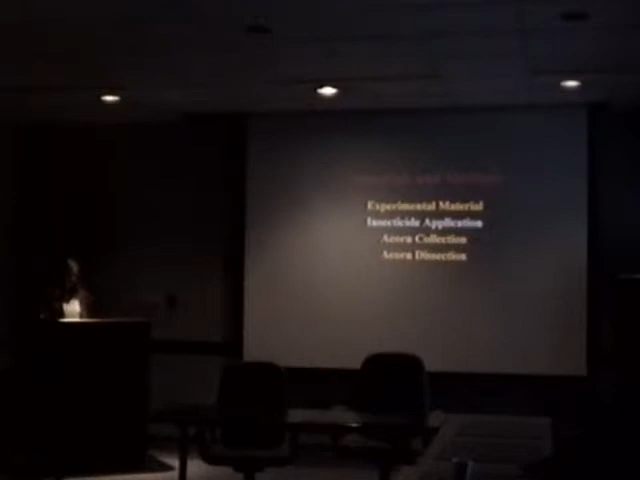 Experimental Material
Insecticide Application
Acorn Collection
Acorn Dissection